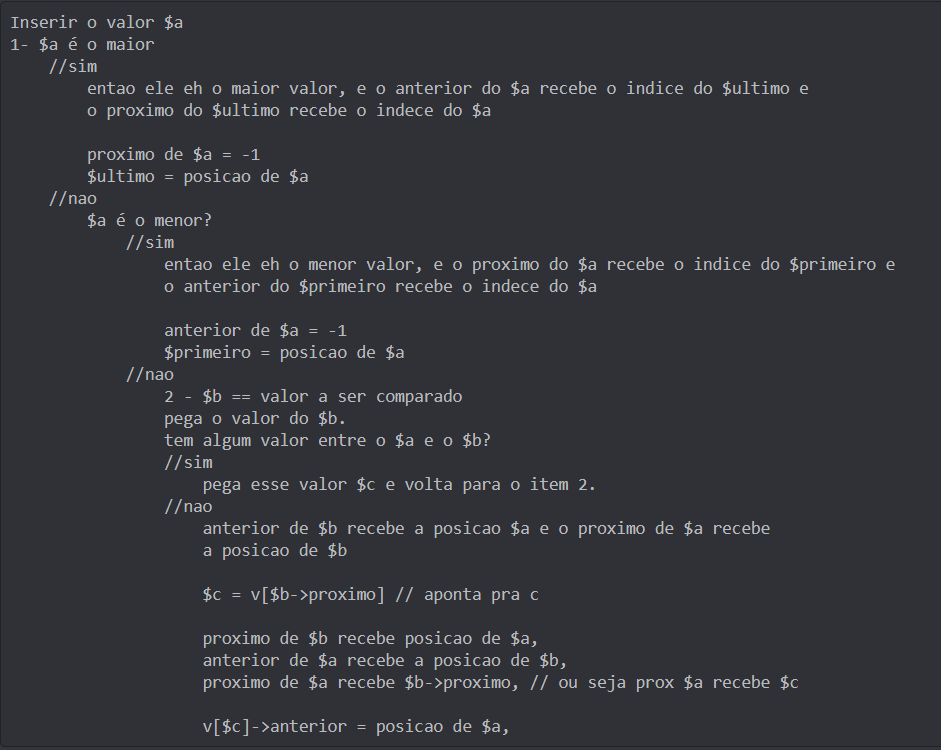 Inserir o valor $a
1- $a é o maior
//sim
entao ele eh o maior valor, e o anterior do $a recebe o indice do $ultimo e
o proximo do $ultimo recebe o indece do $a
proximo de $a = -1
$ultimo = posicao de $a
//nao
$a é o menor?
//sim
entao ele eh o menor valor, e o proximo do $a recebe o indice do $primeiro e
o anterior do $primeiro recebe o indece do $a
anterior de $a = -1
$primeiro = posicao de $a
//nao
2 - $b == valor a ser comparado
pega o valor do $b.
tem algum valor entre o $a e o $b?
//sim
pega esse valor $c e volta para o item 2.
//nao
anterior de $b recebe a posicao $a e o proximo de $a recebe
a posicao de $b
$c = v[$b->proximo] // aponta pra c
proximo de $b recebe posicao de $a,
anterior de $a recebe a posicao de $b,
proximo de $a recebe $b->proximo, // ou seja prox $a recebe $c
v[$c]->anterior = posicao de $a,